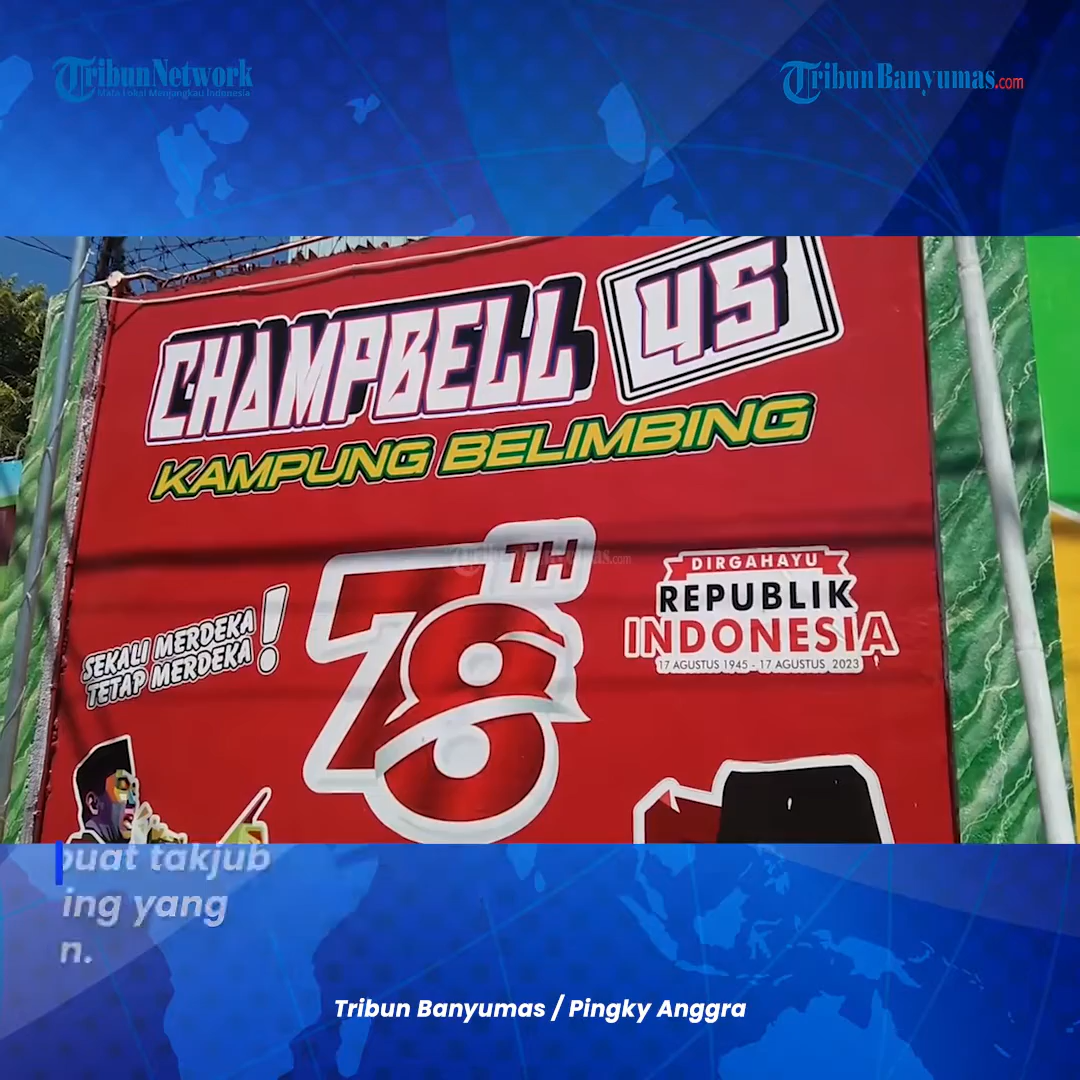 TribunNetwork
Mata Lokal Menjangkau Indonesia
TribunBanyumas.com
CHAMPBELL 45
KAMPUNG BELIMBING
78TH
SEKALI MERDEKA
TETAP MERDEKA!
DIRGAHAYU
REPUBLIK
INDONESIA
17 AGUSTUS 1945 - 17 AGUSTUS 2023
takjub
ing yang
n.
Tribun Banyumas / Pingky Anggra